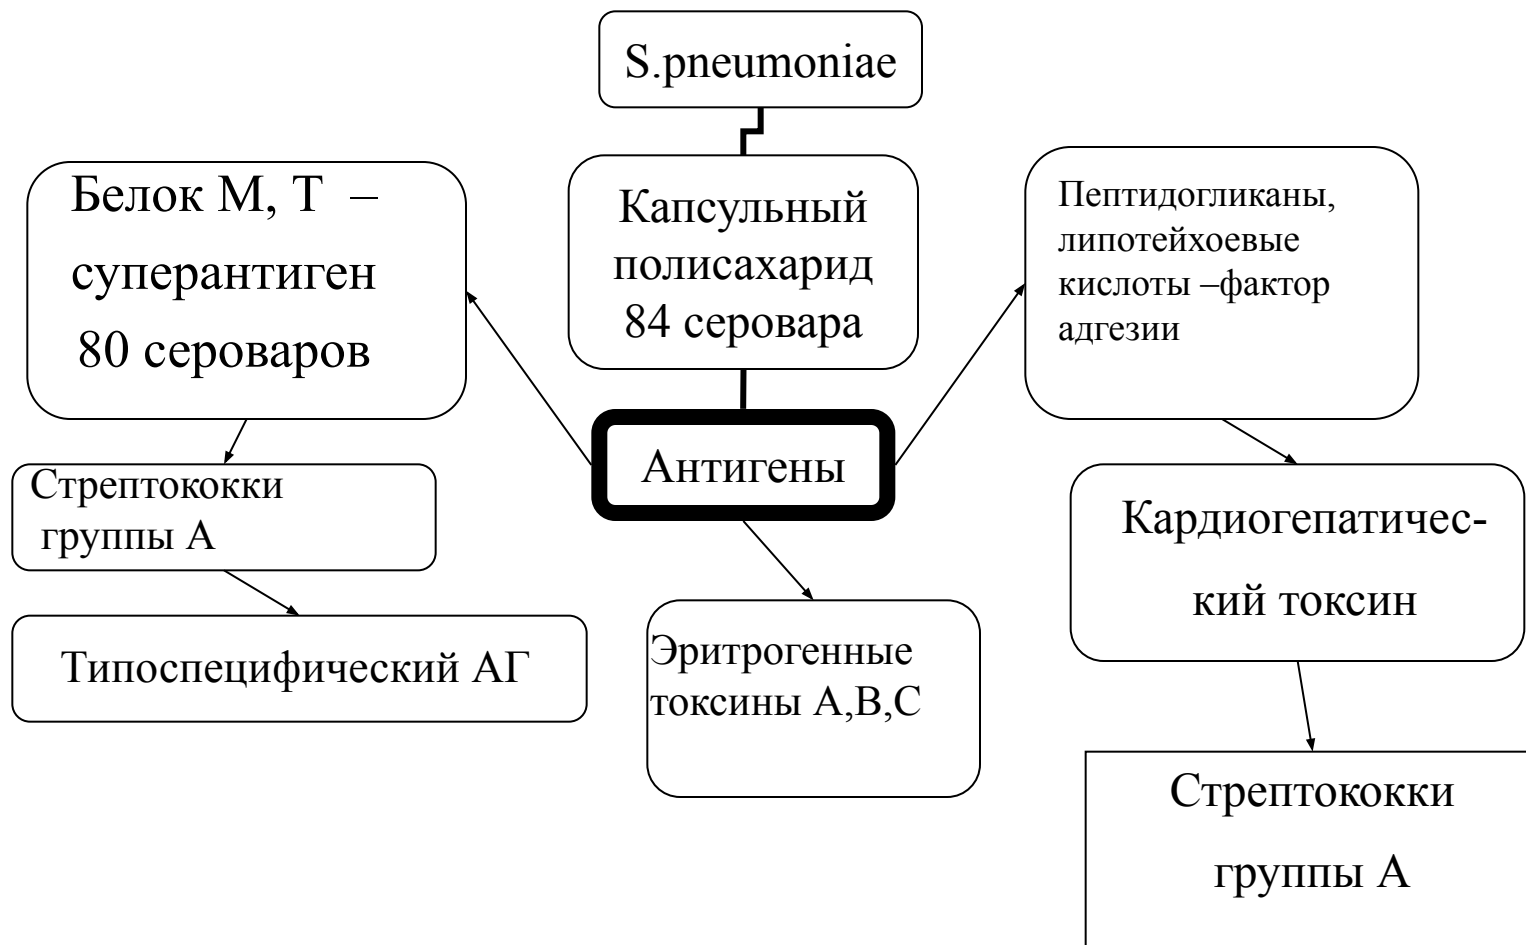 S.pneumoniae
Белок М, Т –
суперантиген
80 сероваров
Капсульный
полисахарид
84 серовара
Пептидогликаны,
липотейхоевые
кислоты –фактор
адгезии
Антигены
Стрептококки
группы А
Типоспецифический АГ
Эритрогенные
токсины А,В,С
Кардиогепатичес-
кий токсин
Стрептококки
группы А